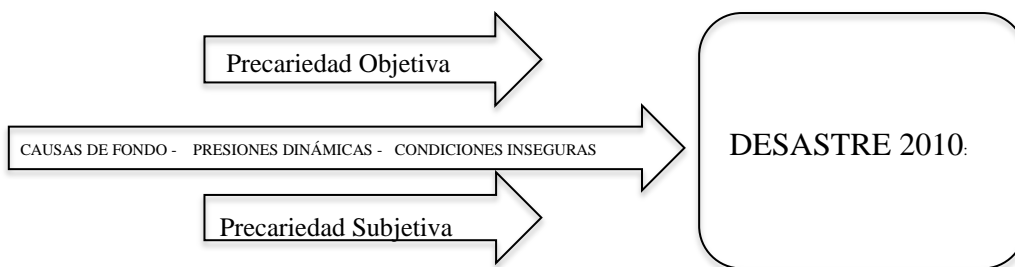 Precariedad Objetiva
CAUSAS DE FONDO - PRESIONES DINÁMICAS - CONDICIONES INSEGURAS
DESASTRE 2010:
Precariedad Subjetiva